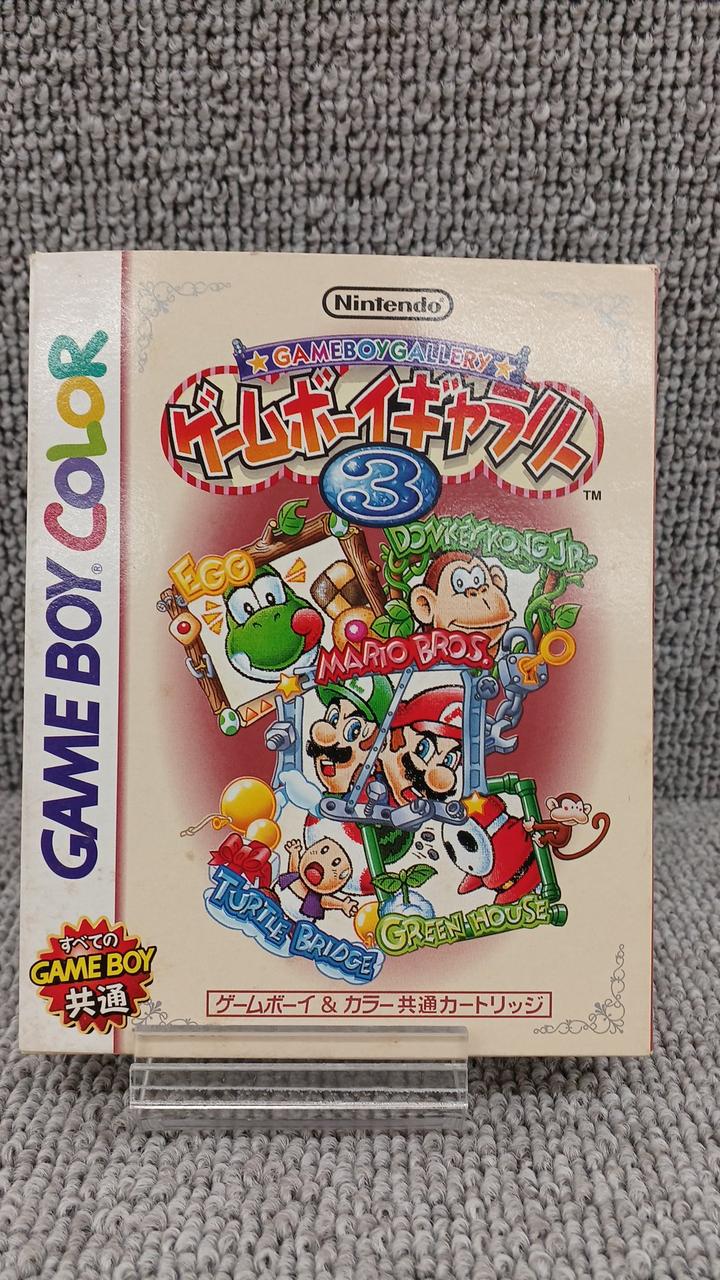 Nintendo®
GAMEBOYGALLERY
ゲームボーイギャラリー
3
TM
GAME BOY® COLOR
EGG
DONKEY KONG JR.
MARIO BROS.
TURTLE BRIDGE
GREEN HOUSE
すべての
GAME BOY
共通
ゲームボーイ & カラー共通カートリッジ